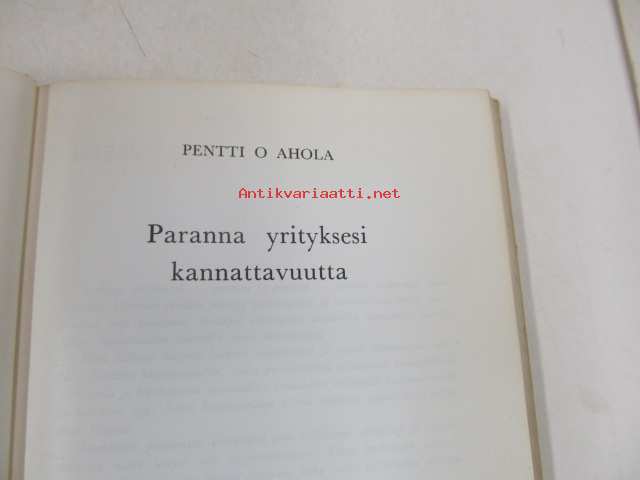 PENTTI O AHOLA
Antikvariaatti.net
Paranna yrityksesi
kannattavuutta